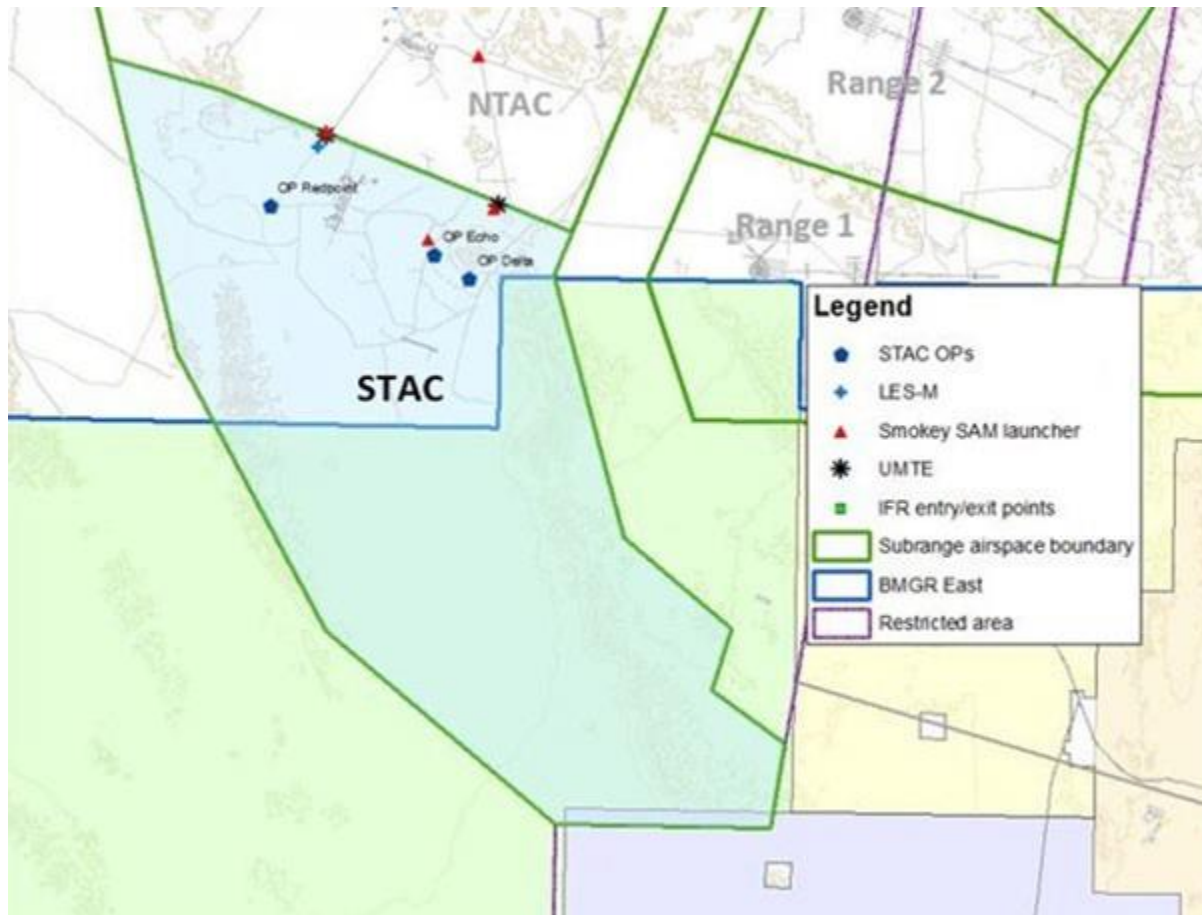 NTAC
Range 2
OP Redpoint
Range 1
OP Echo
OP Delta
STAC
Legend
STAC OPs
LES-M
Smokey SAM launcher
UMTE
IFR entry/exit points
Subrange airspace boundary
BMGR East
Restricted area